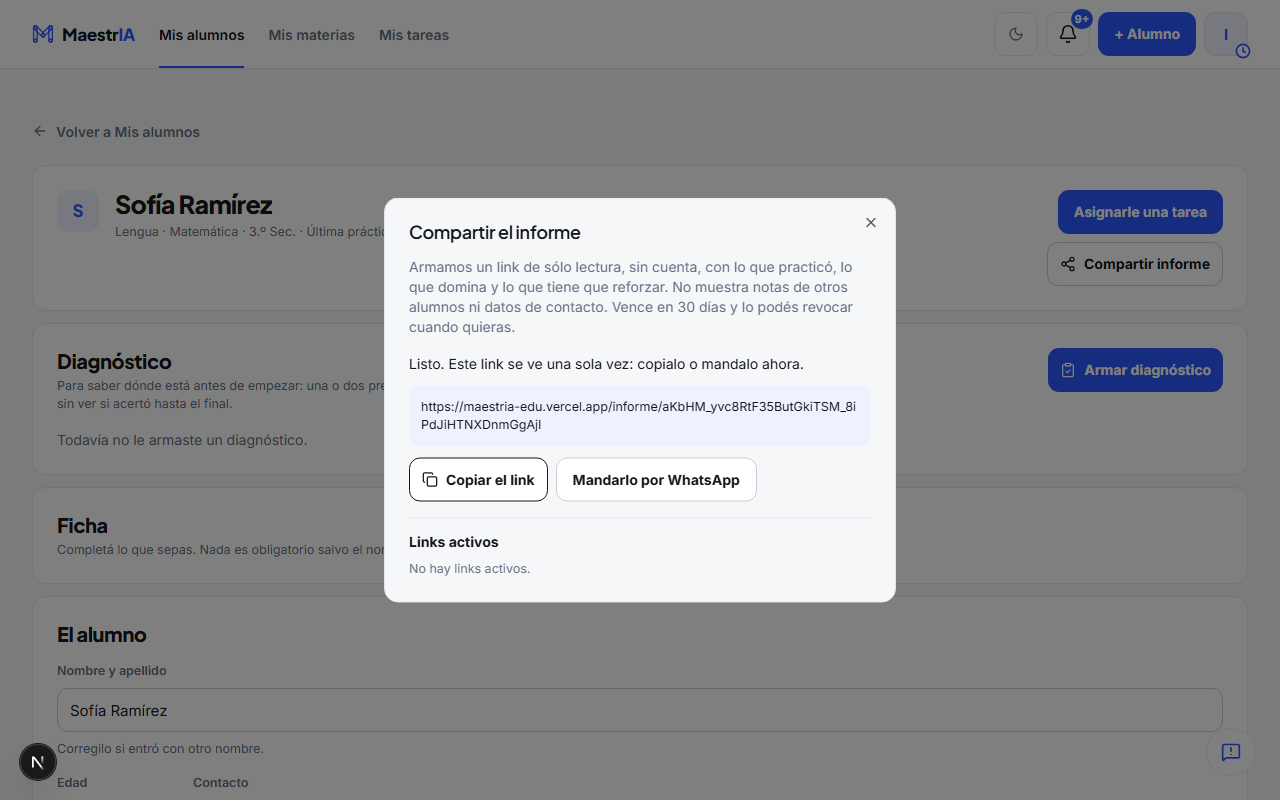 MaestrIA
Mis alumnos
Mis materias
Mis tareas
9+
+ Alumno
I
Volver a Mis alumnos
S
Sofía Ramírez
Lengua · Matemática · 3.º Sec. · Última práctic
Asignarle una tarea
Compartir informe
Diagnóstico
Para saber dónde está antes de empezar: una o dos pre
sin ver si acertó hasta el final.
Armar diagnóstico
Todavía no le armaste un diagnóstico.
Ficha
Completá lo que sepas. Nada es obligatorio salvo el nom
El alumno
Nombre y apellido
Sofía Ramírez
Corregilo si entró con otro nombre.
Edad
Contacto
N
Compartir el informe
Armamos un link de sólo lectura, sin cuenta, con lo que practicó, lo
que domina y lo que tiene que reforzar. No muestra notas de otros
alumnos ni datos de contacto. Vence en 30 días y lo podés revocar
cuando quieras.
Listo. Este link se ve una sola vez: copialo o mandalo ahora.
https://maestria-edu.vercel.app/informe/aKbHM_yvc8RtF35ButGkiTSM_8i
PdJiHTNXDnmGgAjI
Copiar el link
Mandarlo por WhatsApp
Links activos
No hay links activos.